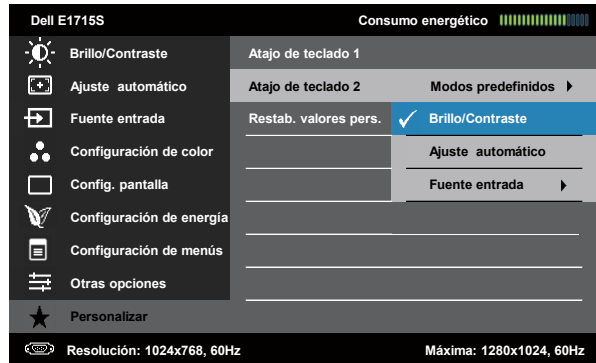 Dell E1715S Consumo energético
Brillo/Contraste Atajo de teclado 1
Ajuste automático Atajo de teclado 2 Modos predefinidos
Fuente entrada Restab. valores pers. Brillo/Contraste
Configuración de color Ajuste automático
Config. pantalla Fuente entrada
Configuración de energía
Configuración de menús
Otras opciones
Personalizar
Resolución: 1024x768, 60Hz Máxima: 1280x1024, 60Hz